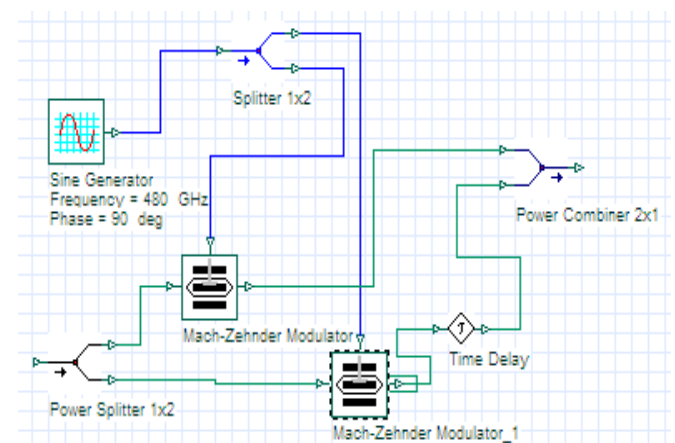 Splitter 1x2
Sine Generator
Frequency = 480 GHz
Phase = 90 deg
Power Combiner 2x1
Mach-Zehnder Modulator
Time Delay
Power Splitter 1x2
Mach-Zehnder Modulator_1